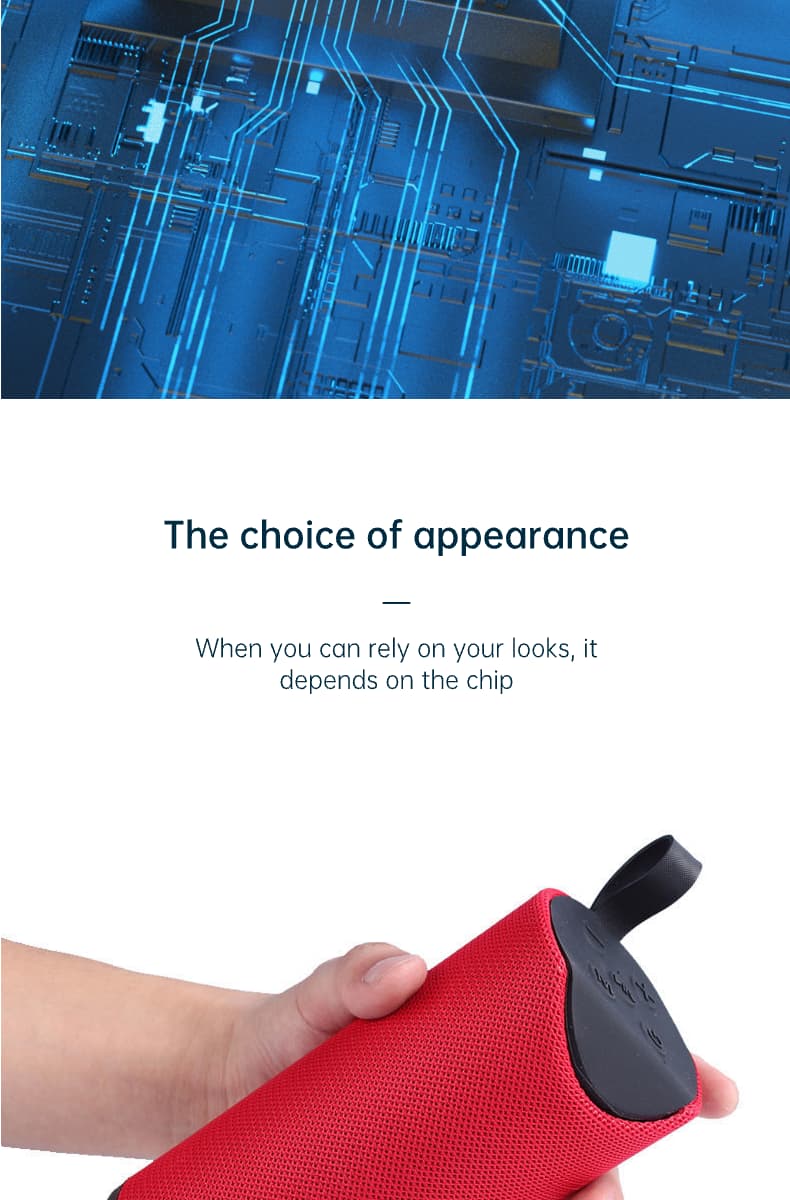 The choice of appearance
When you can rely on your looks, it
depends on the chip